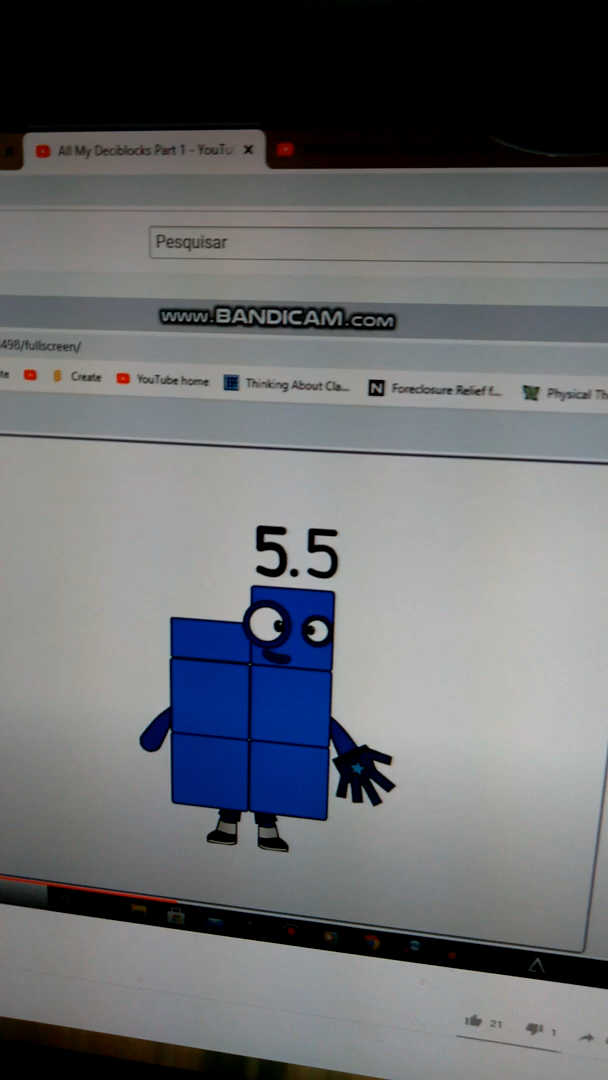 All My Deciblocks Part 1 - YouTu
Pesquisar
www.BANDICAM.com
498/fullscreen/
te Create YouTube home Thinking About Cla... Foreclosure Relief f... Physical Th
5.5
21 1